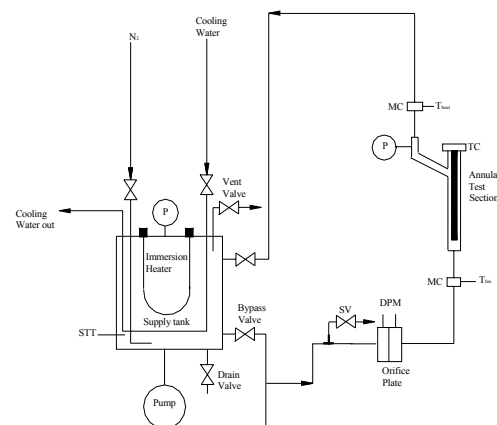 N₂
Cooling
Water
MC
T_bout
P
TC
Annula
Test
Section
Vent
Valve
P
Cooling
Water out
Immersion
Heater
MC
T_bin
Supply tank
Bypass
Valve
SV
DPM
STT
Orifice
Plate
Drain
Valve
Pump